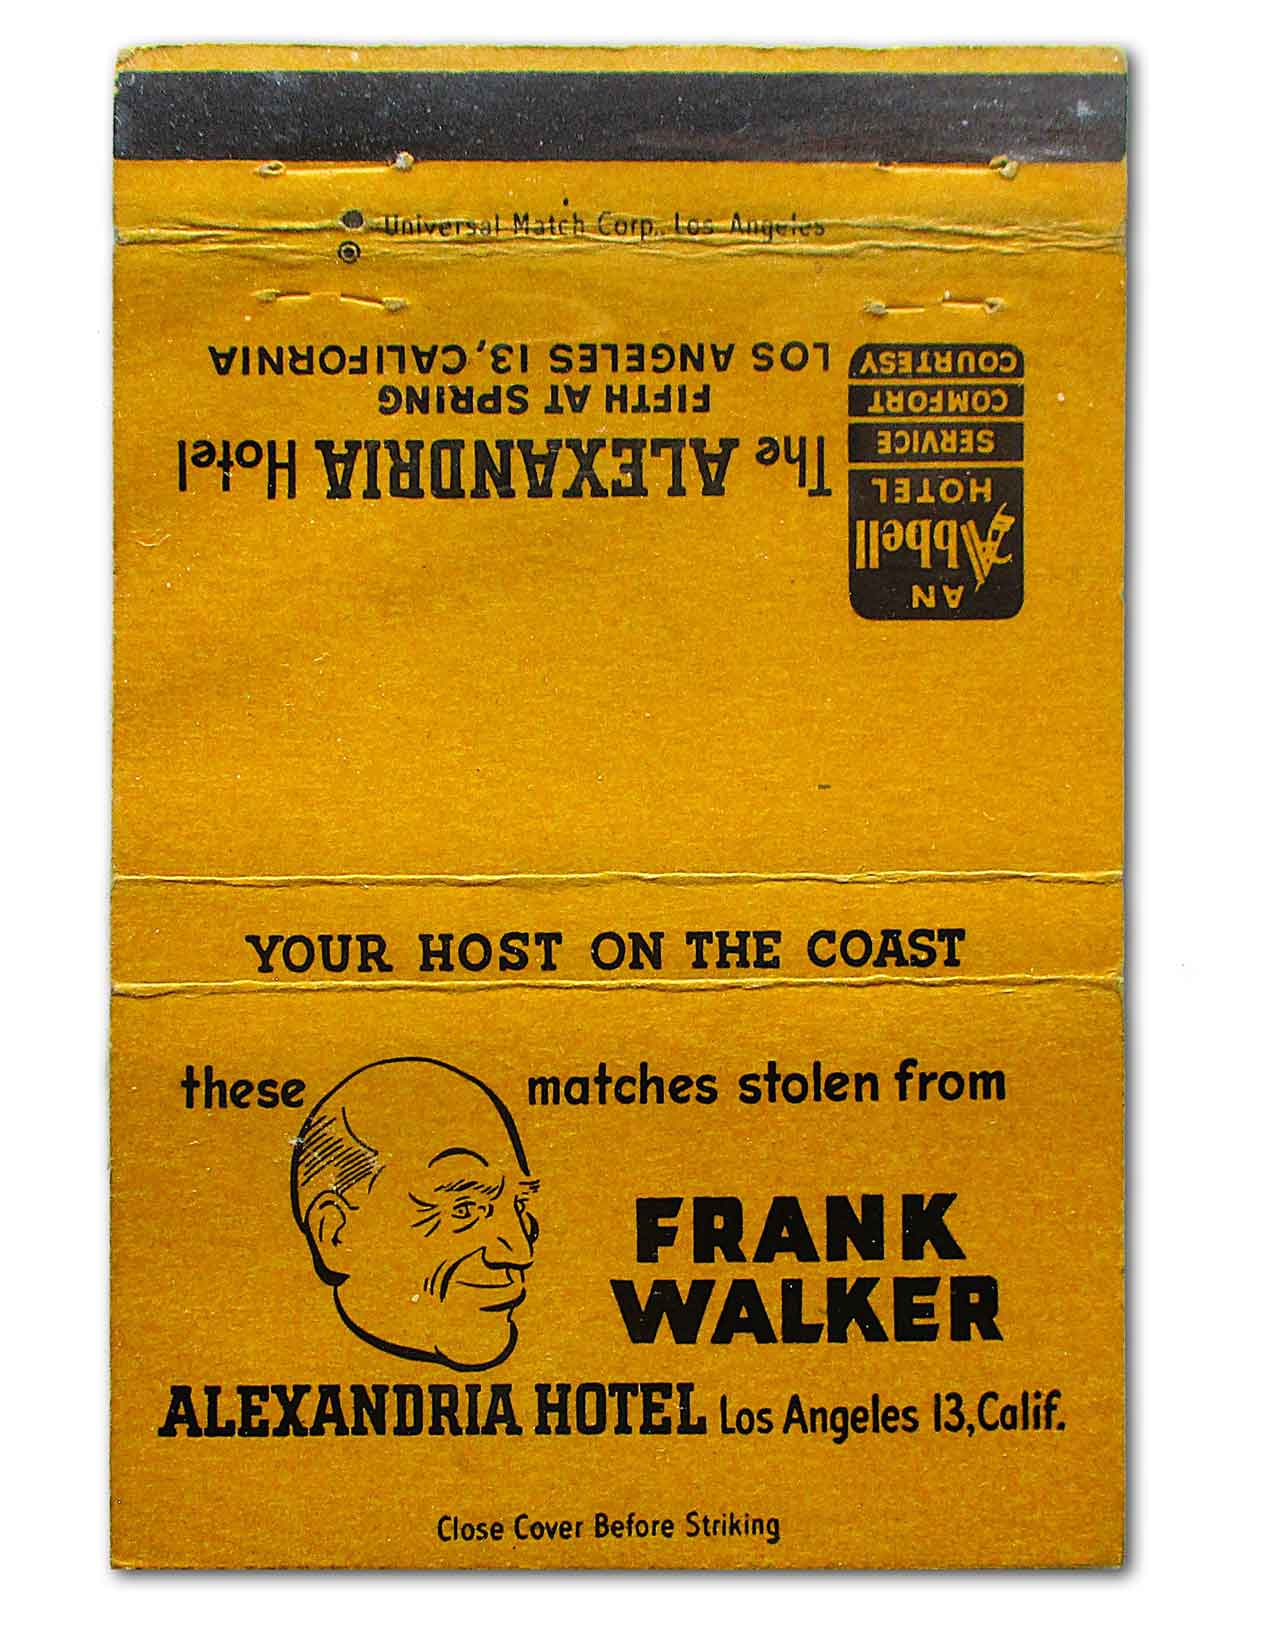 Universal Match Corp., Los Angeles
AN
Abbell
HOTEL
SERVICE
COMFORT
COURTESY
The ALEXANDRIA Hotel
FIFTH AT SPRING
LOS ANGELES 13, CALIFORNIA
YOUR HOST ON THE COAST
these matches stolen from
FRANK
WALKER
ALEXANDRIA HOTEL Los Angeles 13, Calif.
Close Cover Before Striking